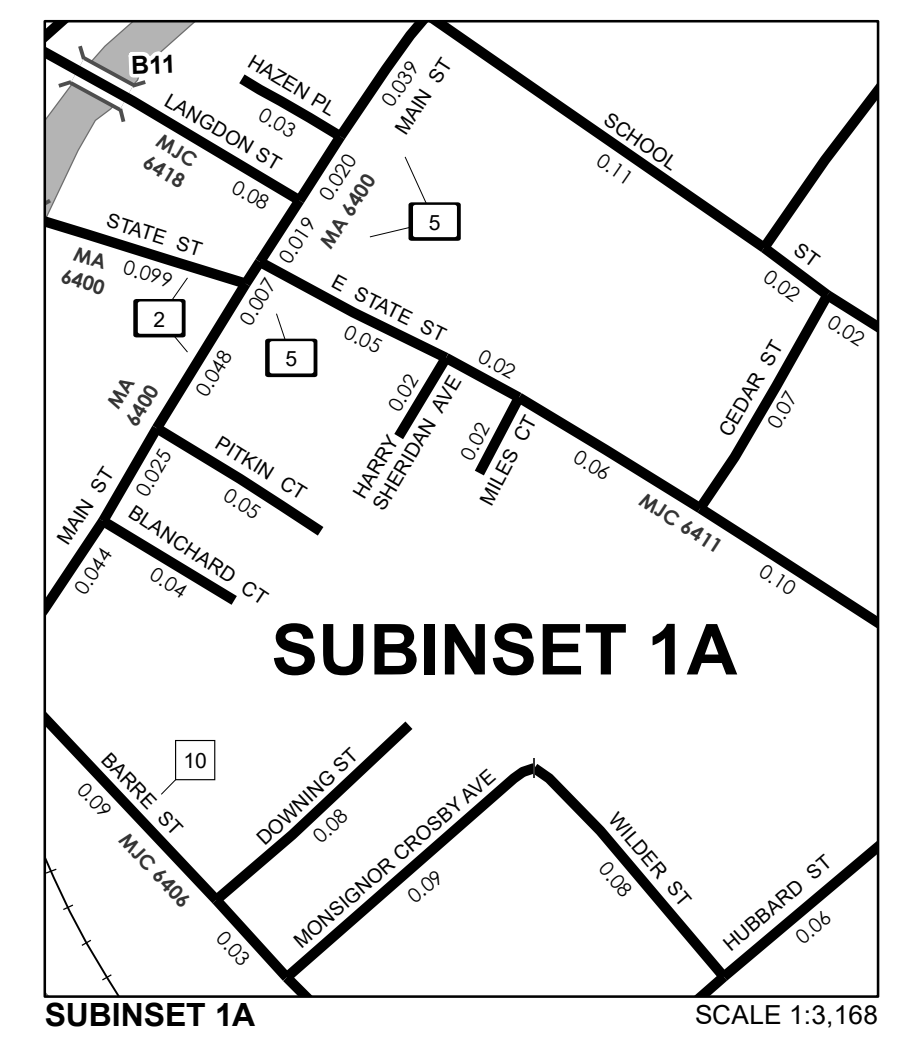 B11
HAZEN PL
0.03
0.039
MAIN ST
LANGDON ST
MJC
6418
0.08
0.020
MA 6400
0.019
5
SCHOOL
0.11
ST
0.02
0.02
STATE ST
MA
6400
0.099
2
0.007
5
E STATE ST
0.05
0.02
0.048
MA
6400
0.02
HARRY
SHERIDAN AVE
0.02
MILES CT
0.06
CEDAR ST
0.07
MJC 6411
0.10
MAIN ST
0.025
PITKIN CT
0.05
BLANCHARD CT
0.04
0.044
SUBINSET 1A
10
BARRE ST
0.09
MJC 6406
0.03
DOWNING ST
0.08
MONSIGNOR CROSBY AVE
0.09
WILDER ST
0.08
HUBBARD ST
0.06
SUBINSET 1A
SCALE 1:3,168